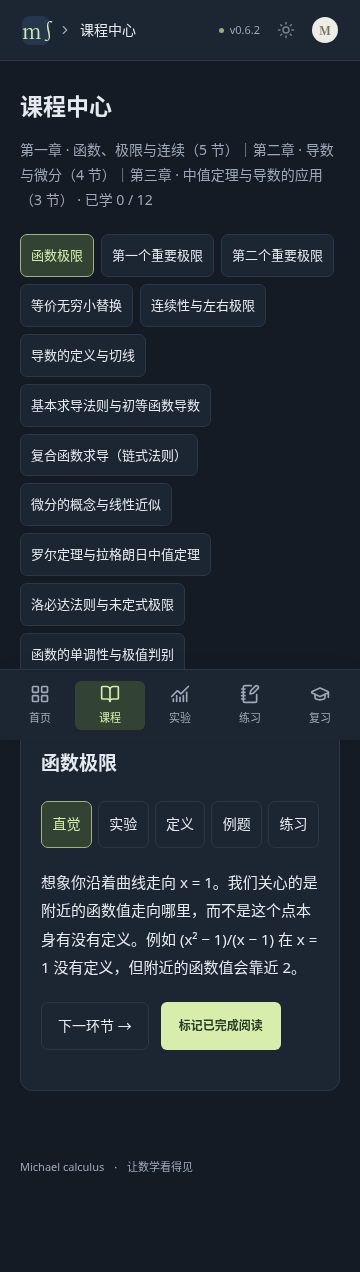 m∫ 课程中心 v0.6.2 M
课程中心
第一章 · 函数、极限与连续（5 节）｜第二章 · 导数
与微分（4 节）｜第三章 · 中值定理与导数的应用
（3 节） · 已学 0 / 12
函数极限 第一个重要极限 第二个重要极限
等价无穷小替换 连续性与左右极限
导数的定义与切线
基本求导法则与初等函数导数
复合函数求导（链式法则）
微分的概念与线性近似
罗尔定理与拉格朗日中值定理
洛必达法则与未定式极限
函数的单调性与极值判别
首页 课程 实验 练习 复习
函数极限
直觉 实验 定义 例题 练习
想象你沿着曲线走向 x = 1。我们关心的是
附近的函数值走向哪里，而不是这个点本
身有没有定义。例如 (x² − 1)/(x − 1) 在 x =
1 没有定义，但附近的函数值会靠近 2。
下一环节 → 标记已完成阅读
Michael calculus · 让数学看得见